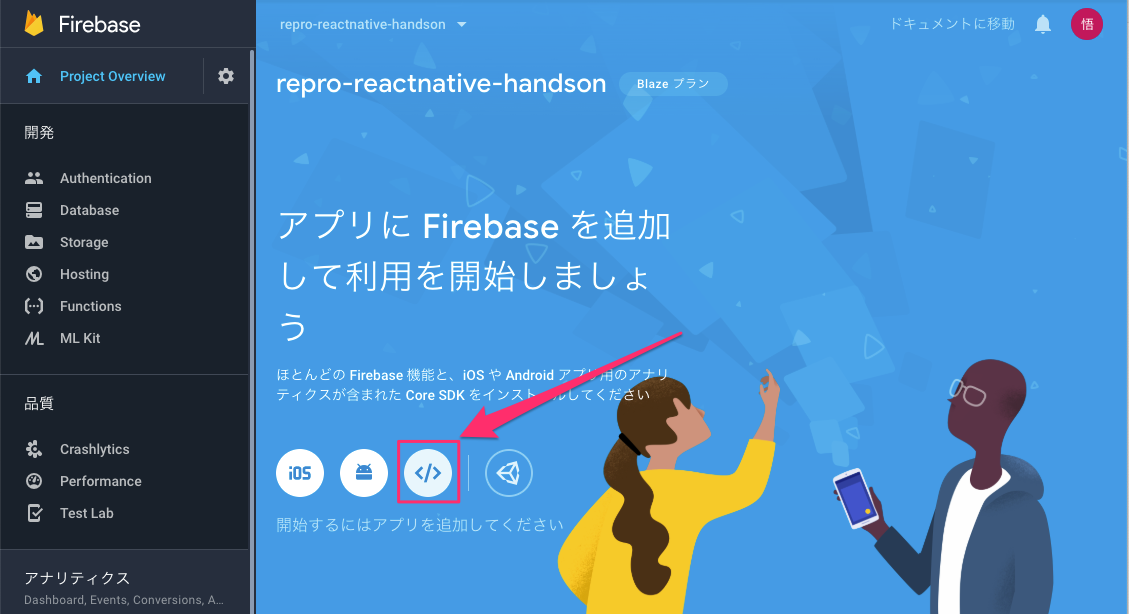 Firebase
repro-reactnative-handson
ドキュメントに移動
悟
Project Overview
repro-reactnative-handson
Blaze プラン
開発
Authentication
Database
Storage
Hosting
Functions
ML Kit
品質
Crashlytics
Performance
Test Lab
アナリティクス
Dashboard, Events, Conversions, A...
アプリに Firebase を追加
して利用を開始しましょ
う
ほとんどの Firebase 機能と、iOS や Android アプリ用のアナリ
ティクスが含まれた Core SDK をインストールしてください
iOS
</>
開始するにはアプリを追加してください